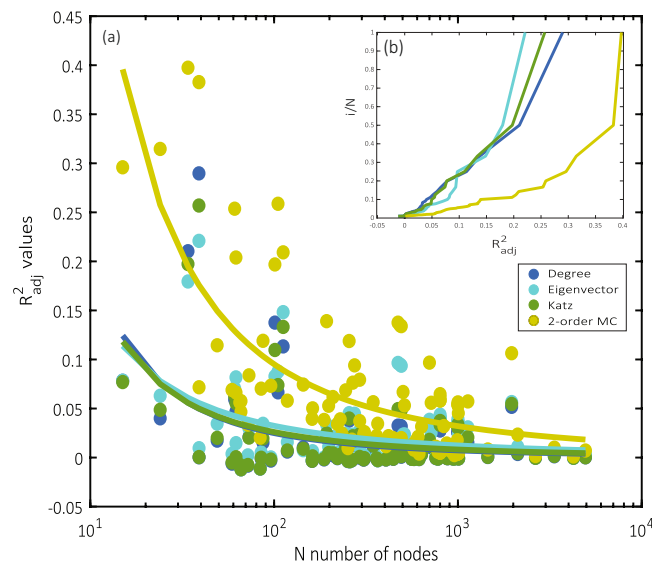 (a)
(b)
R²adj values
0.45
0.4
0.35
0.3
0.25
0.2
0.15
0.1
0.05
0
-0.05
10¹
10²
10³
10⁴
N number of nodes
i/N
1
0.9
0.8
0.7
0.6
0.5
0.4
0.3
0.2
0.1
0
-0.05 0 0.05 0.1 0.15 0.2 0.25 0.3 0.35 0.4
R²adj
Degree
Eigenvector
Katz
2-order MC